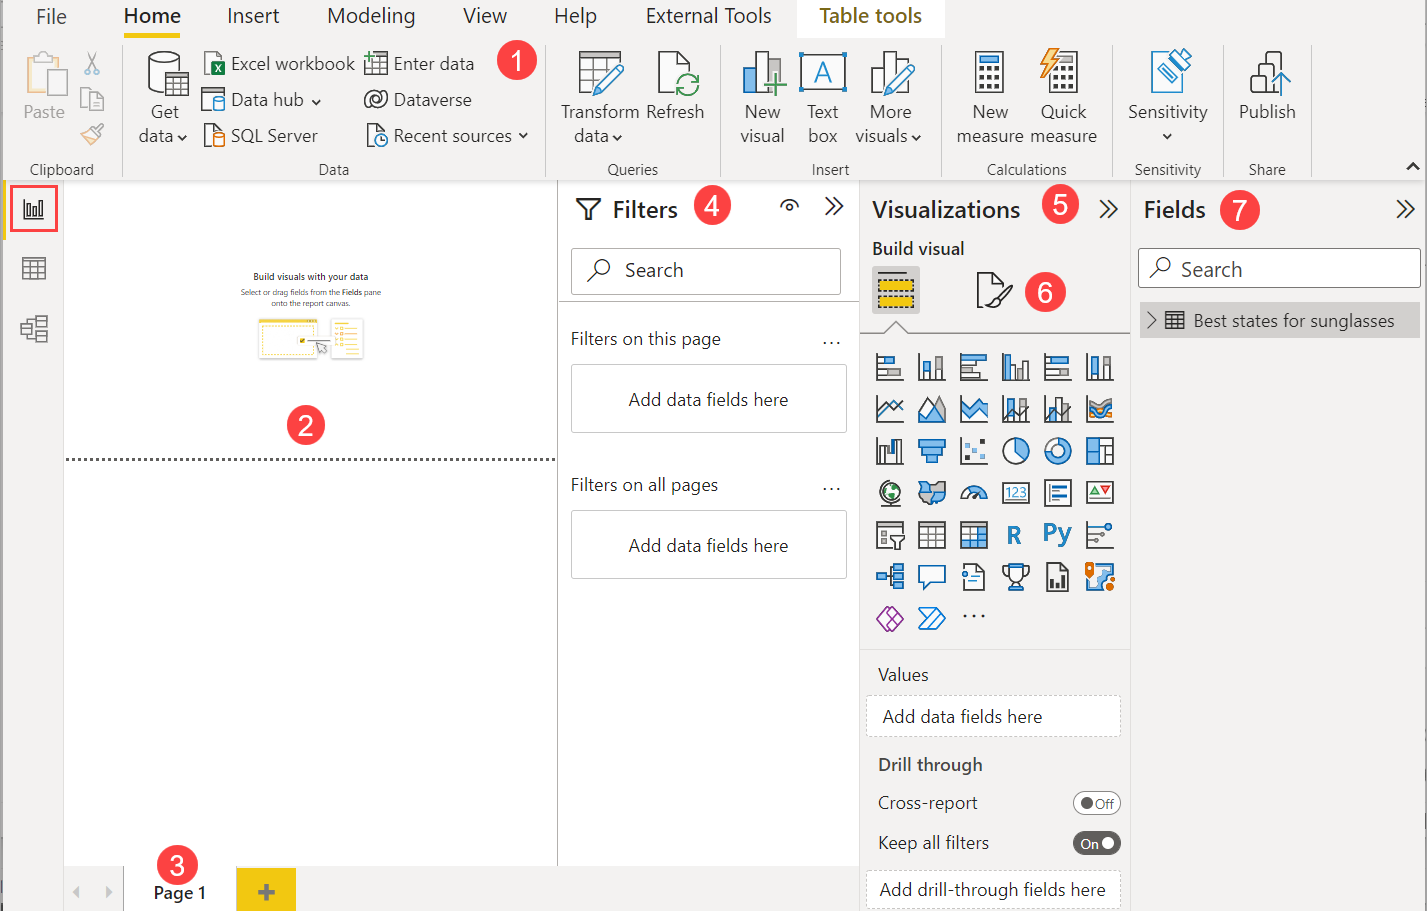 File Home Insert Modeling View Help External Tools Table tools
Paste
Clipboard
Get
data
Excel workbook
Data hub
SQL Server
Enter data
Dataverse
Recent sources
1
Data
Transform
data
Refresh
Queries
New
visual
Text
box
More
visuals
A
Insert
New
measure
Quick
measure
Calculations
Sensitivity
Sensitivity
Publish
Share
Build visuals with your data
Select or drag fields from the Fields pane
onto the report canvas.
2
3
Page 1
+
Filters
4
Search
Filters on this page
...
Add data fields here
Filters on all pages
...
Add data fields here
Visualizations
5
Build visual
6
123
R
Py
...
Values
Add data fields here
Drill through
Cross-report
Off
Keep all filters
On
Add drill-through fields here
Fields
7
Search
Best states for sunglasses